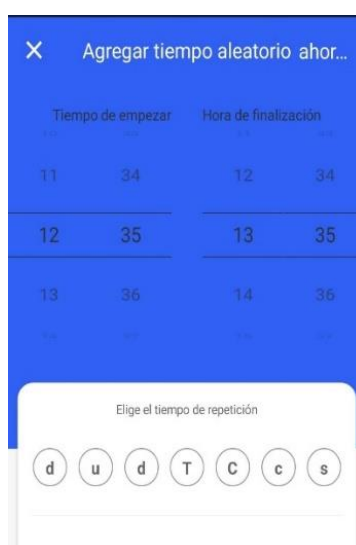 × Agregar tiempo aleatorio ahor...
Tiempo de empezar Hora de finalización
11 34 12 34
12 35 13 35
13 36 14 36
Elige el tiempo de repetición
d u d T C c s